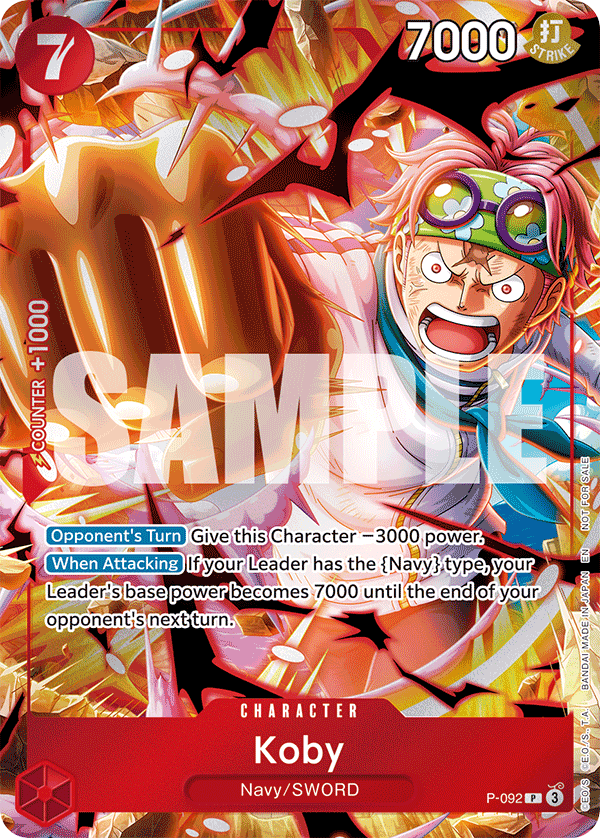 7
7000
打
STRIKE
COUNTER +1000
SAMPLE
Opponent's Turn Give this Character −3000 power.
When Attacking If your Leader has the {Navy} type, your
Leader's base power becomes 7000 until the end of your
opponent's next turn.
CHARACTER
Koby
Navy/SWORD
P-092 P 3
©E.O/S. ©E.O./S., T.A. BANDAI MADE IN JAPAN EN NOT FOR SALE